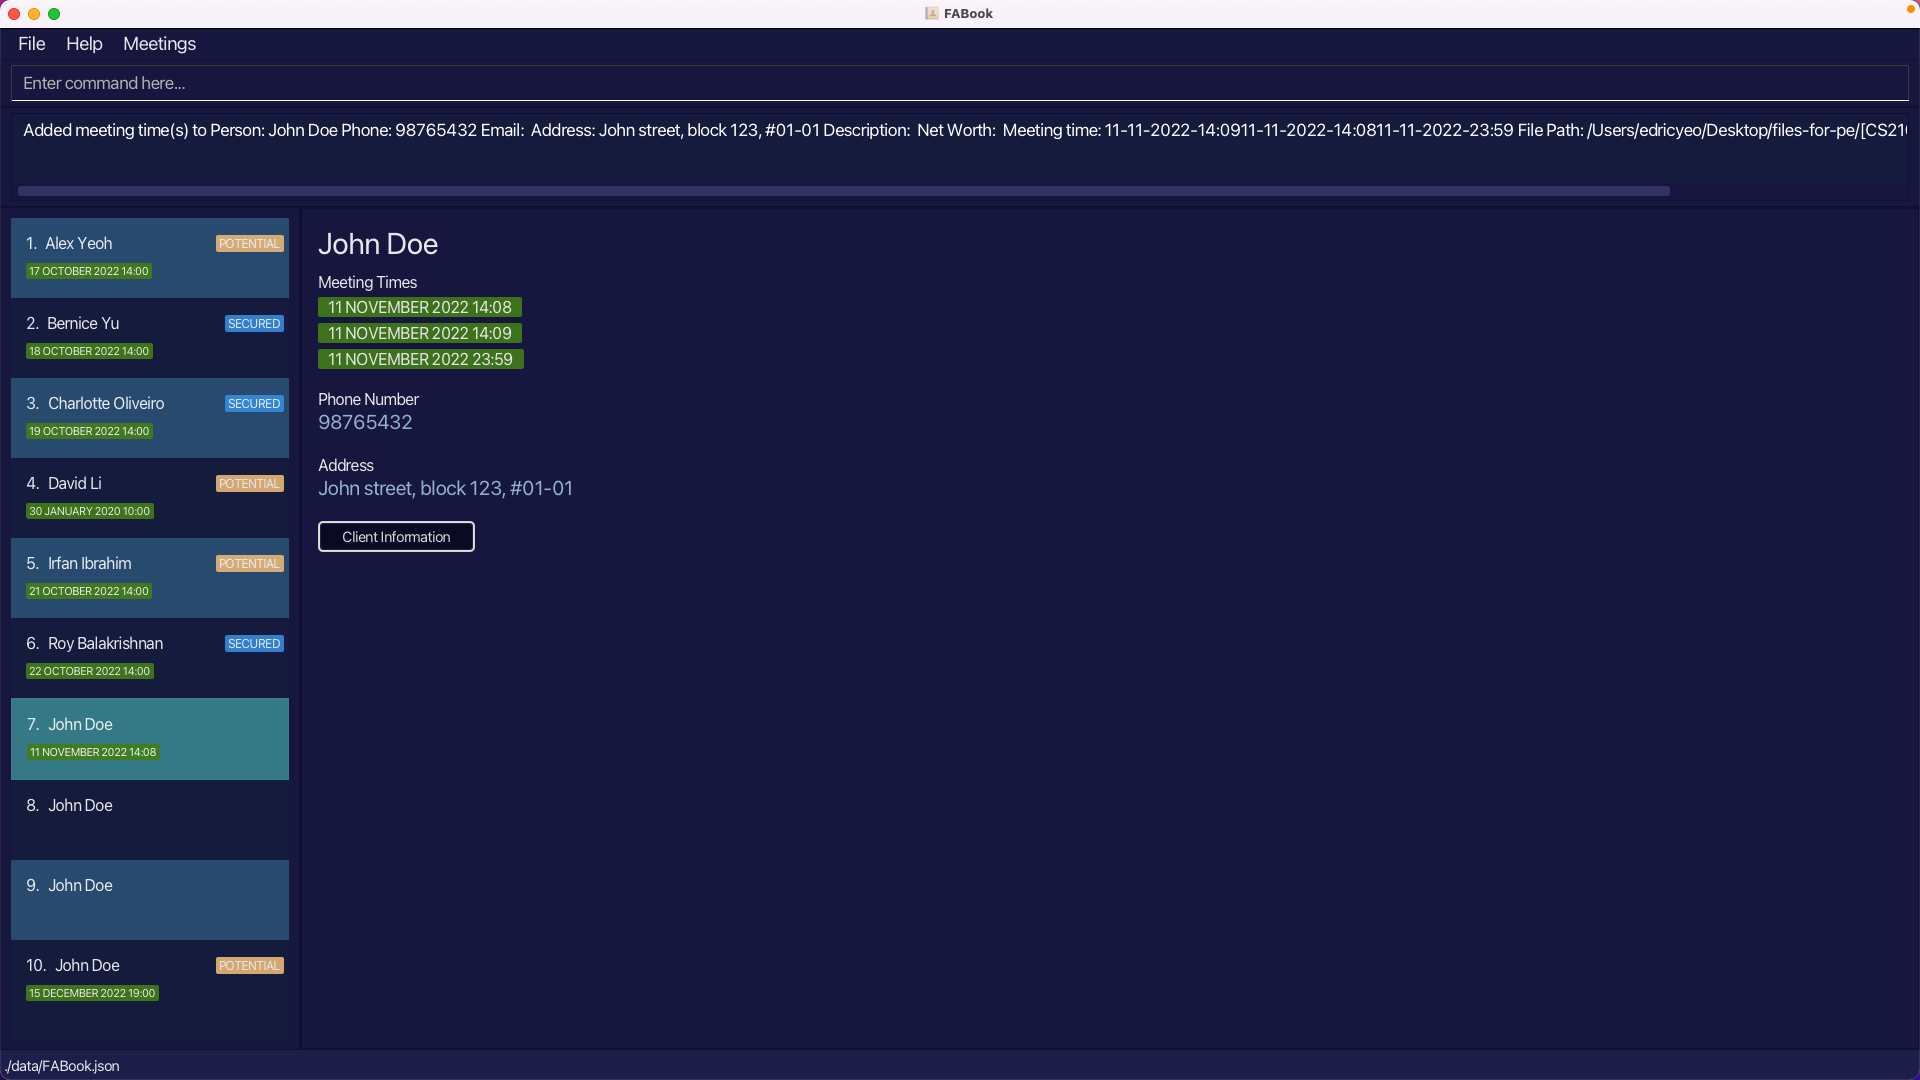 FABook
File Help Meetings
Enter command here...
Added meeting time(s) to Person: John Doe Phone: 98765432 Email:  Address: John street, block 123, #01-01 Description:  Net Worth:  Meeting time: 11-11-2022-14:0911-11-2022-14:0811-11-2022-23:59 File Path: /Users/edricyeo/Desktop/files-for-pe/[CS210
1. Alex Yeoh POTENTIAL
17 OCTOBER 2022 14:00
2. Bernice Yu SECURED
18 OCTOBER 2022 14:00
3. Charlotte Oliveiro SECURED
19 OCTOBER 2022 14:00
4. David Li POTENTIAL
30 JANUARY 2020 10:00
5. Irfan Ibrahim POTENTIAL
21 OCTOBER 2022 14:00
6. Roy Balakrishnan SECURED
22 OCTOBER 2022 14:00
7. John Doe
11 NOVEMBER 2022 14:08
8. John Doe
9. John Doe
10. John Doe POTENTIAL
15 DECEMBER 2022 19:00
John Doe
Meeting Times
11 NOVEMBER 2022 14:08
11 NOVEMBER 2022 14:09
11 NOVEMBER 2022 23:59
Phone Number
98765432
Address
John street, block 123, #01-01
Client Information
./data/FABook.json